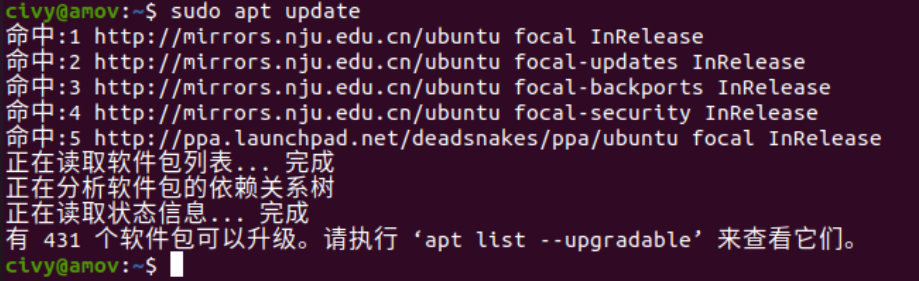 civy@amov:~$ sudo apt update
命中:1 http://mirrors.nju.edu.cn/ubuntu focal InRelease
命中:2 http://mirrors.nju.edu.cn/ubuntu focal-updates InRelease
命中:3 http://mirrors.nju.edu.cn/ubuntu focal-backports InRelease
命中:4 http://mirrors.nju.edu.cn/ubuntu focal-security InRelease
命中:5 http://ppa.launchpad.net/deadsnakes/ppa/ubuntu focal InRelease
正在读取软件包列表... 完成
正在分析软件包的依赖关系树
正在读取状态信息... 完成
有 431 个软件包可以升级。请执行 ‘apt list --upgradable’ 来查看它们。
civy@amov:~$